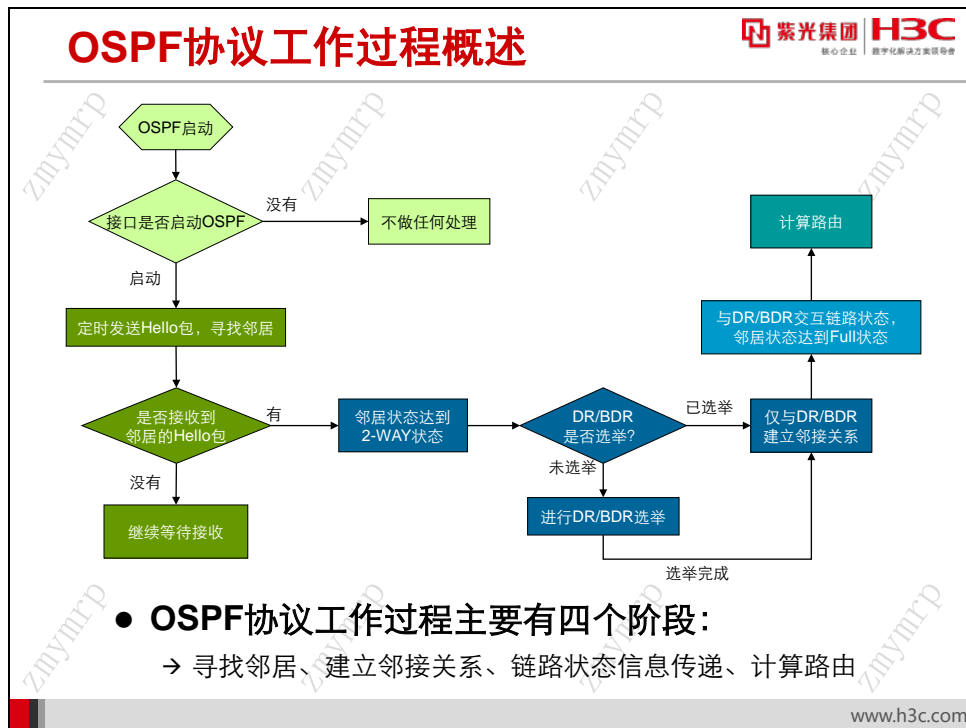 OSPF协议工作过程概述
紫光集团
核心企业
H3C
数字化解决方案领导者
zmymrp
zmymrp
zmymrp
zmymrp
OSPF启动
接口是否启动OSPF
没有
不做任何处理
计算路由
启动
定时发送Hello包，寻找邻居
与DR/BDR交互链路状态，
邻居状态达到Full状态
是否接收到
邻居的Hello包
有
邻居状态达到
2-WAY状态
DR/BDR
是否选举?
已选举
仅与DR/BDR
建立邻接关系
没有
未选举
继续等待接收
进行DR/BDR选举
选举完成
zmymrp
zmymrp
zmymrp
zmymrp
● OSPF协议工作过程主要有四个阶段：
→ 寻找邻居、建立邻接关系、链路状态信息传递、计算路由
www.h3c.com